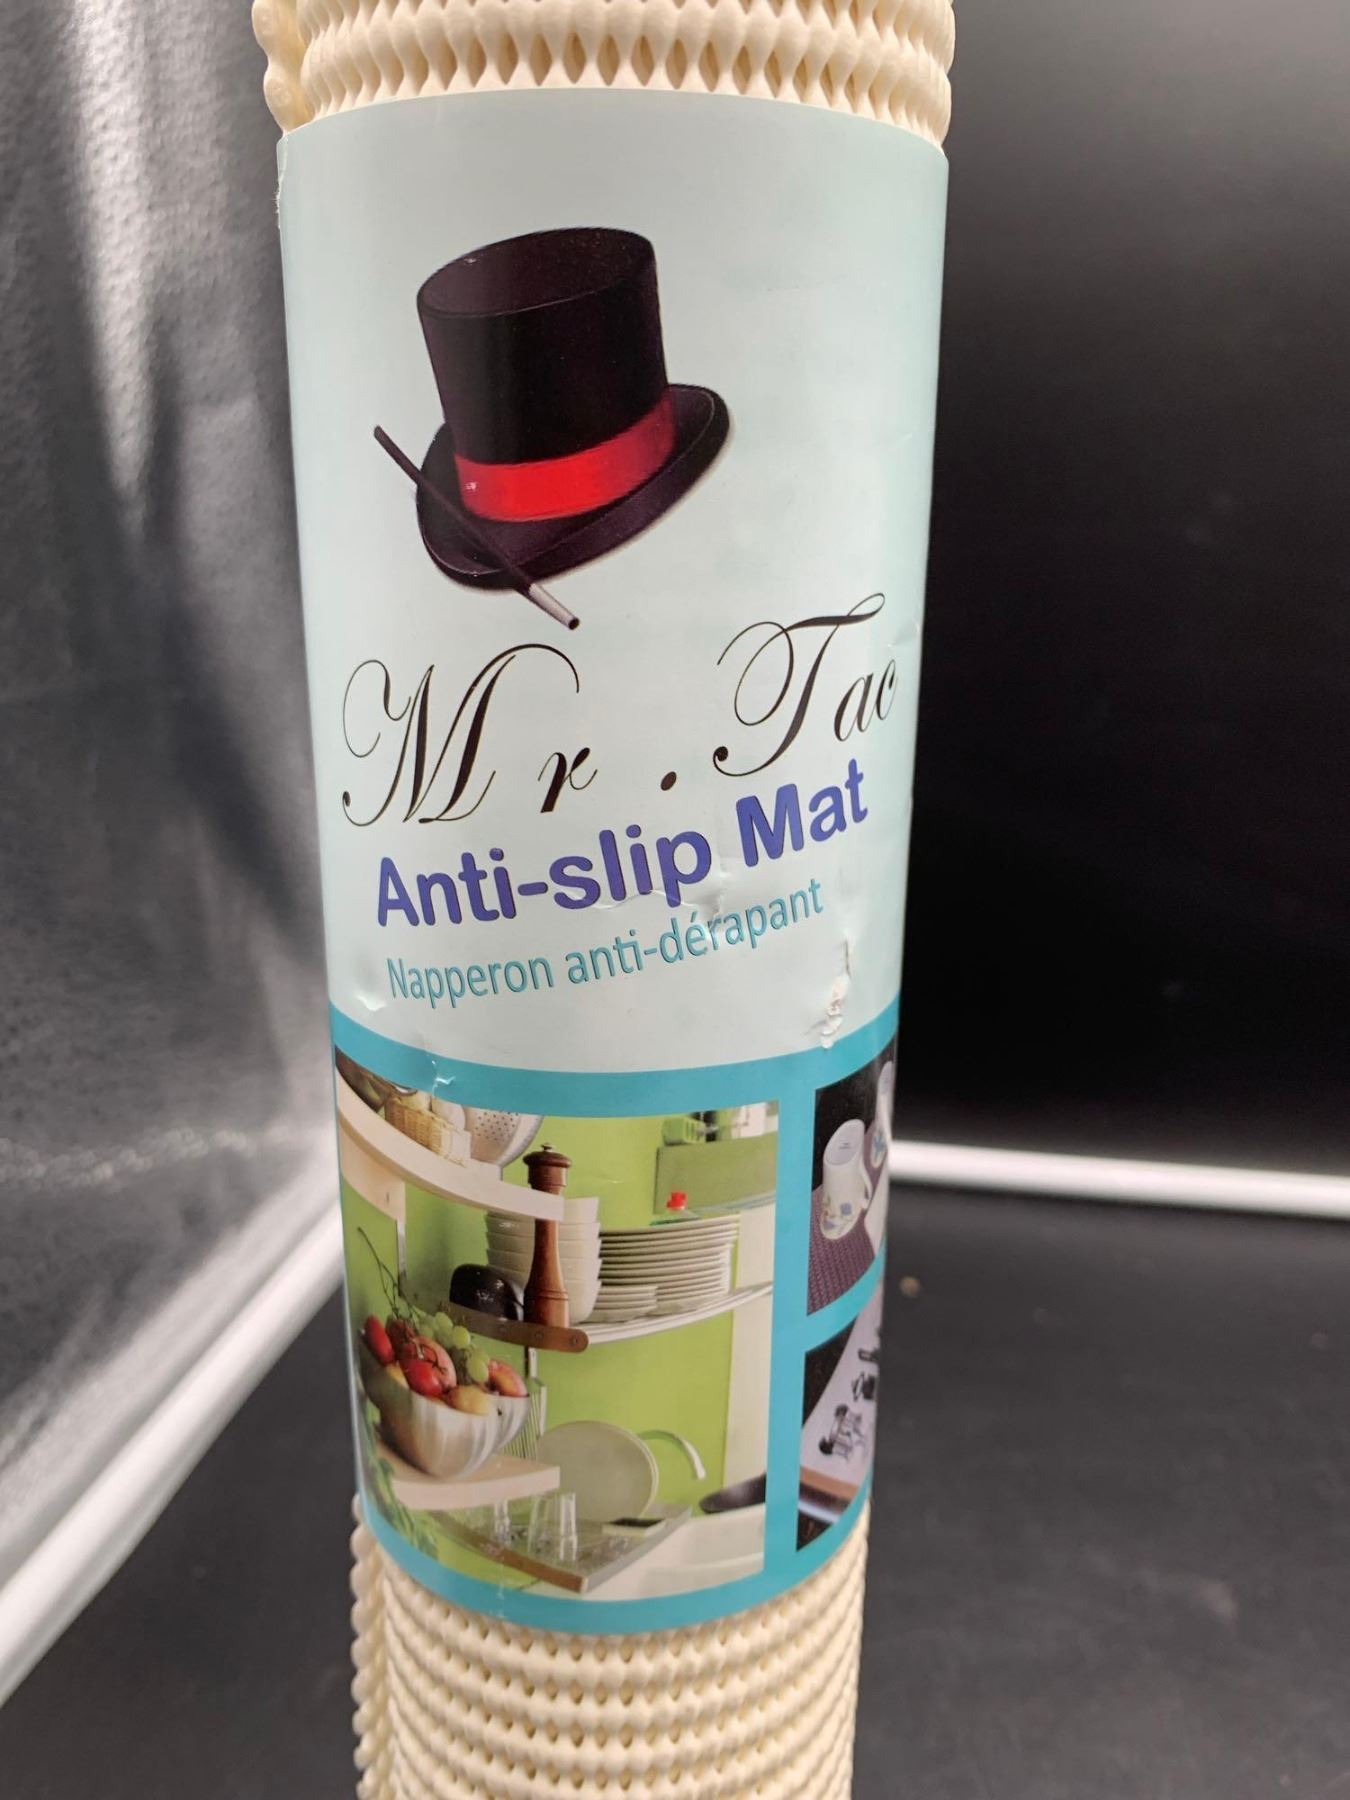 Mr. Tac
Anti-slip Mat
Napperon anti-dérapant